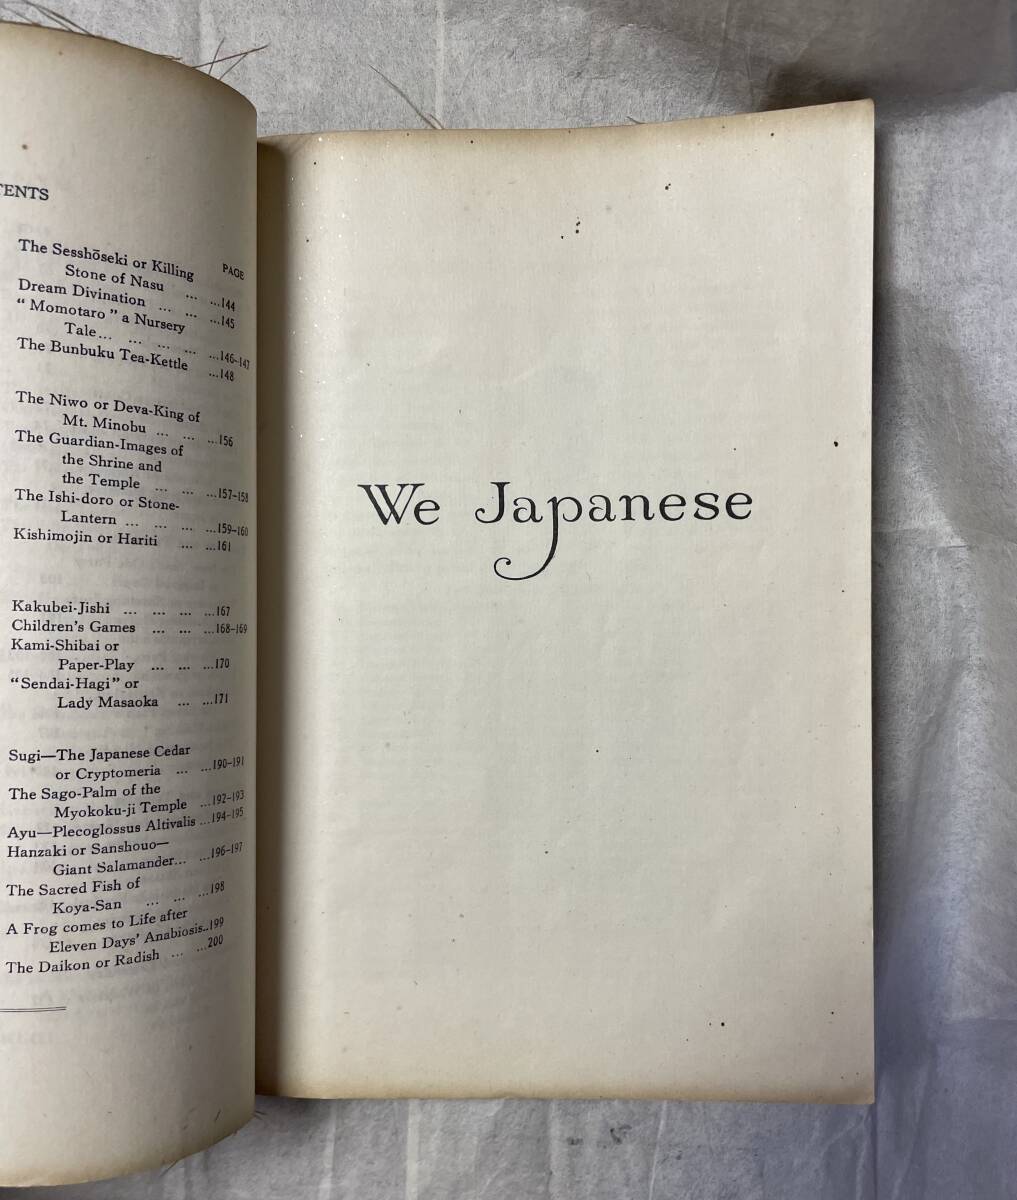 TENTS
PAGE
The Sesshōseki or Killing
Stone of Nasu ... ...144
Dream Divination ... ... ...145
“ Momotaro ” a Nursery
Tale... ... ... ... ...146-147
The Bunbuku Tea-Kettle ...148
The Niwo or Deva-King of
Mt. Minobu ... ... ...156
The Guardian-Images of
the Shrine and
the Temple ... ... ...157-158
The Ishi-doro or Stone-
Lantern ... ... ... ...159-160
Kishimojin or Hariti ... ...161
Kakubei-Jishi ... ... ... ...167
Children's Games ... ... ...168-169
Kami-Shibai or
Paper-Play ... ... ...170
“Sendai-Hagi” or
Lady Masaoka ... ...171
Sugi—The Japanese Cedar
or Cryptomeria ... ...190-191
The Sago-Palm of the
Myokoku-ji Temple ...192-193
Ayu—Plecoglossus Altivalis ...194-195
Hanzaki or Sanshouo—
Giant Salamander... ...196-197
The Sacred Fish of
Koya-San ... ... ...198
A Frog comes to Life after
Eleven Days' Anabiosis..199
The Daikon or Radish ... ...200
We Japanese